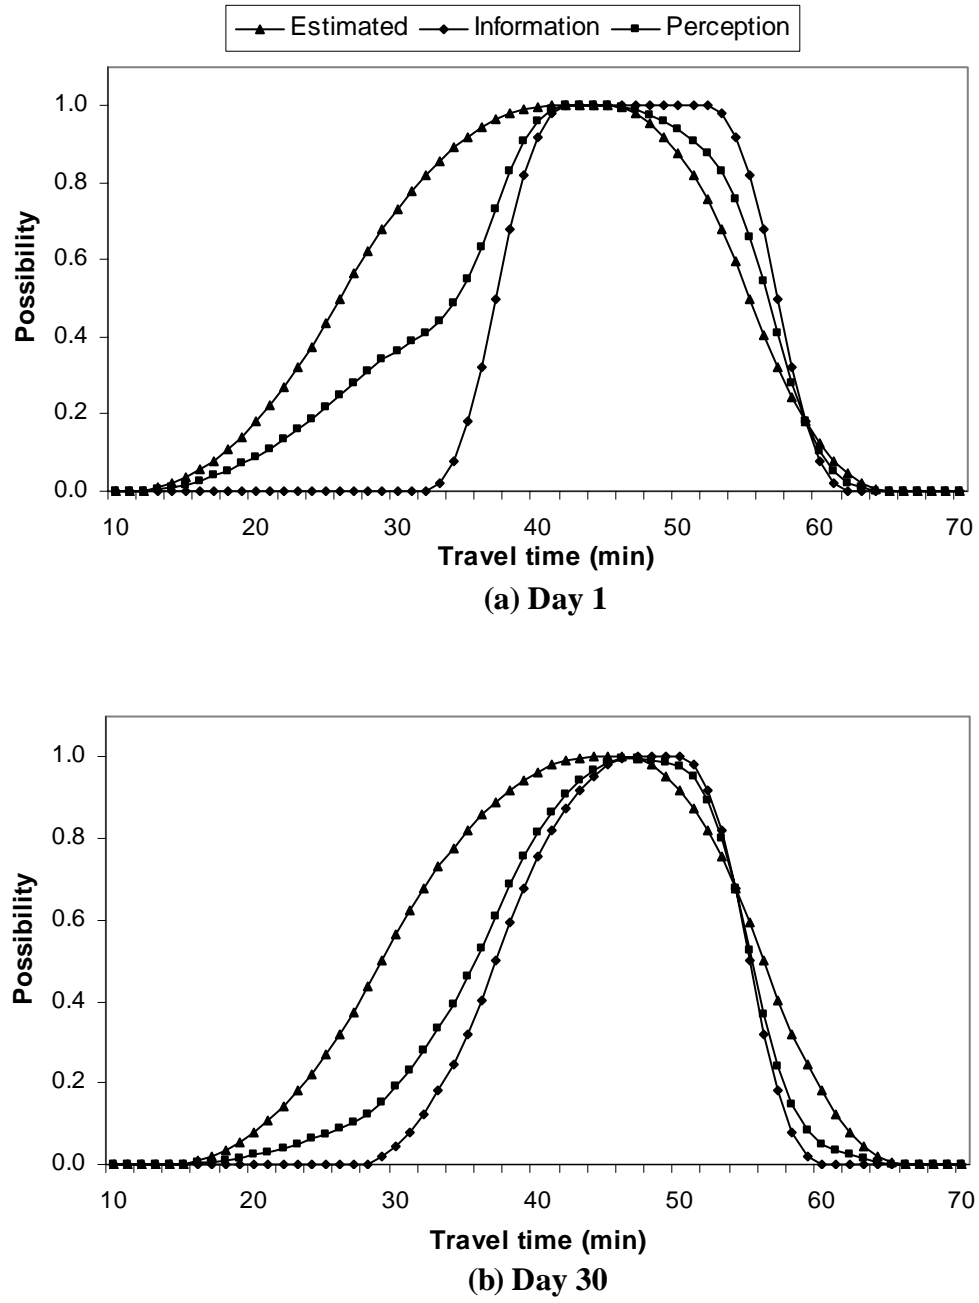 Estimated Information Perception
1.0
0.8
0.6
0.4
0.2
0.0
Possibility
10 20 30 40 50 60 70
Travel time (min)
(a) Day 1
1.0
0.8
0.6
0.4
0.2
0.0
Possibility
10 20 30 40 50 60 70
Travel time (min)
(b) Day 30